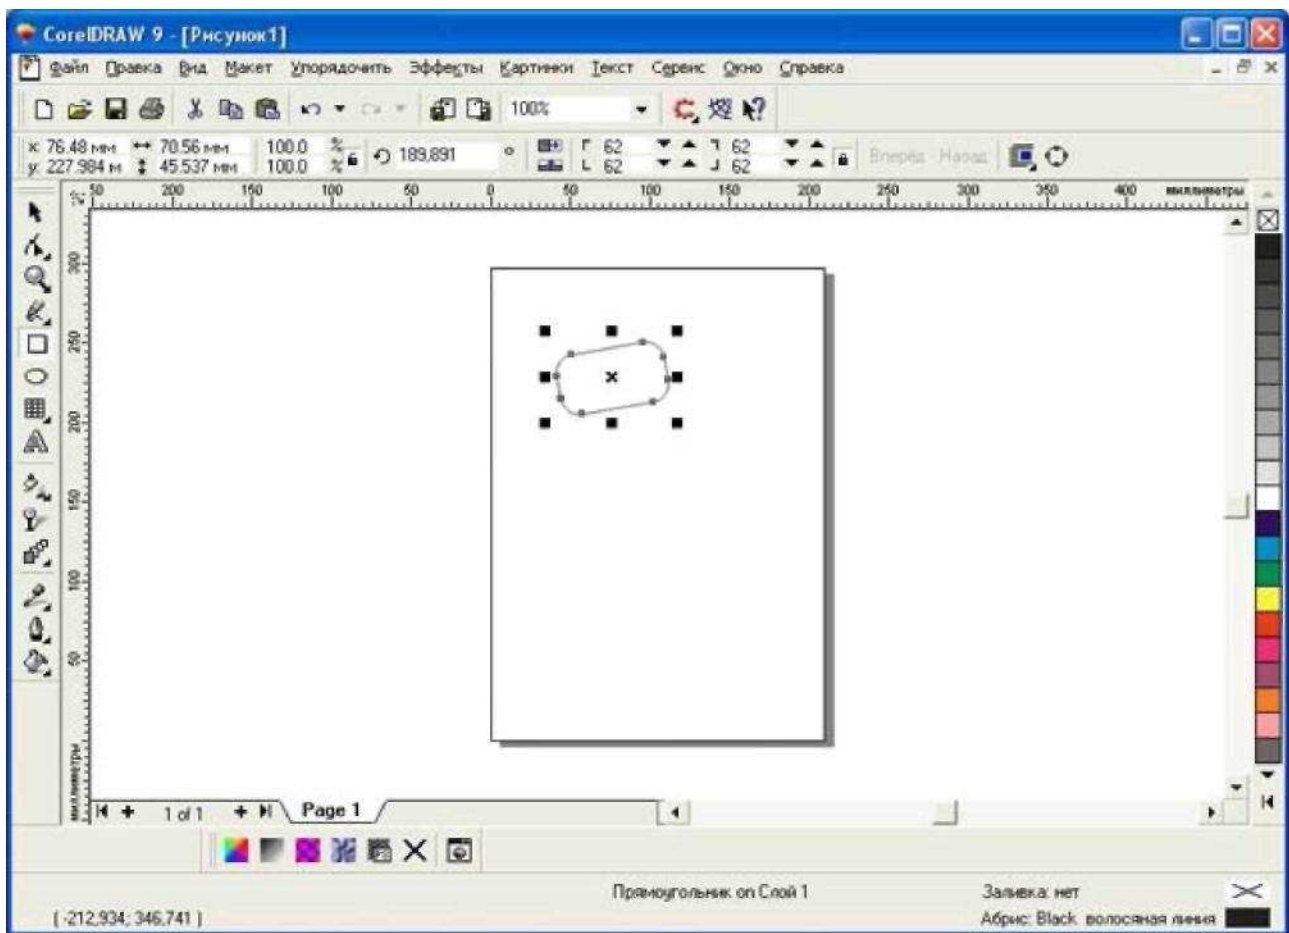 CorelDRAW 9 - [Рисунок1]
Файл Правка Вид Макет Упорядочить Эффекты Картинки Текст Сервис Окно Справка
100%
x: 76.48 мм 70.56 мм 100.0 % 189,891 ° 62 62 Вперёд Назад
y: 227.984 м 45.537 мм 100.0 % 62 62
50 200 150 100 50 0 50 100 150 200 250 300 350 400 миллиметры
300
250
200
150
100
50
миллиметры
1 of 1 Page 1
Прямоугольник on Слой 1 Заливка: нет
( -212,934; 346,741 ) Абрис: Black волосяная линия